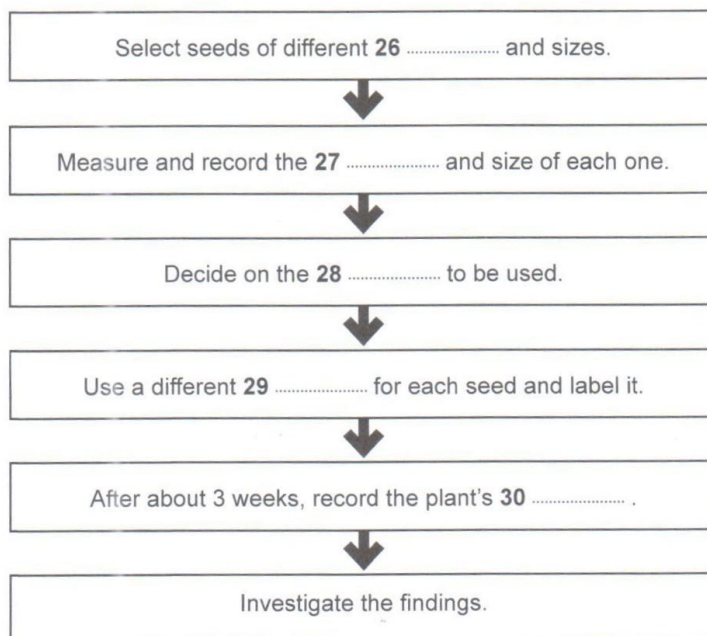 Select seeds of different 26 .................... and sizes.
Measure and record the 27 .................... and size of each one.
Decide on the 28 .................... to be used.
Use a different 29 .................... for each seed and label it.
After about 3 weeks, record the plant's 30 .................... .
Investigate the findings.